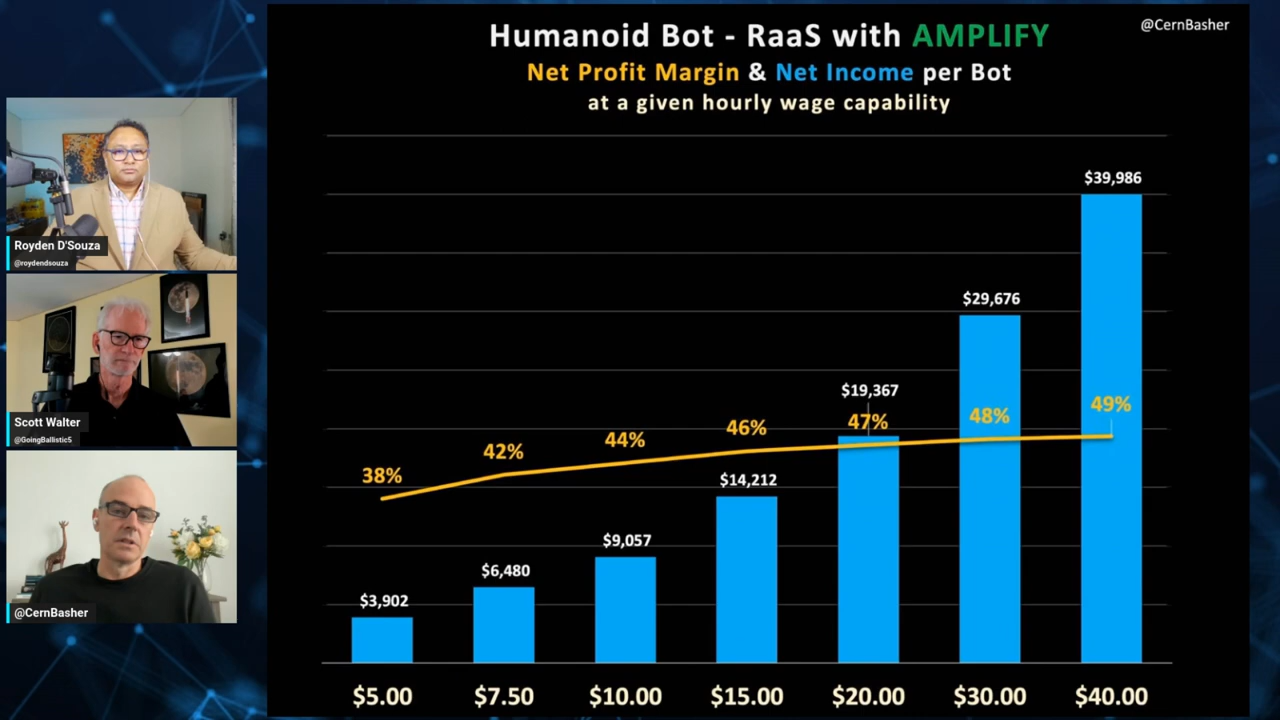 Humanoid Bot - RaaS with AMPLIFY
@CernBasher
Net Profit Margin & Net Income per Bot
at a given hourly wage capability
Royden D'Souza
@roydendsouza
Scott Walter
@GoingBallistic5
@CernBasher
$39,986
$29,676
$19,367
$14,212
$9,057
$6,480
$3,902
38%
42%
44%
46%
47%
48%
49%
$5.00 $7.50 $10.00 $15.00 $20.00 $30.00 $40.00